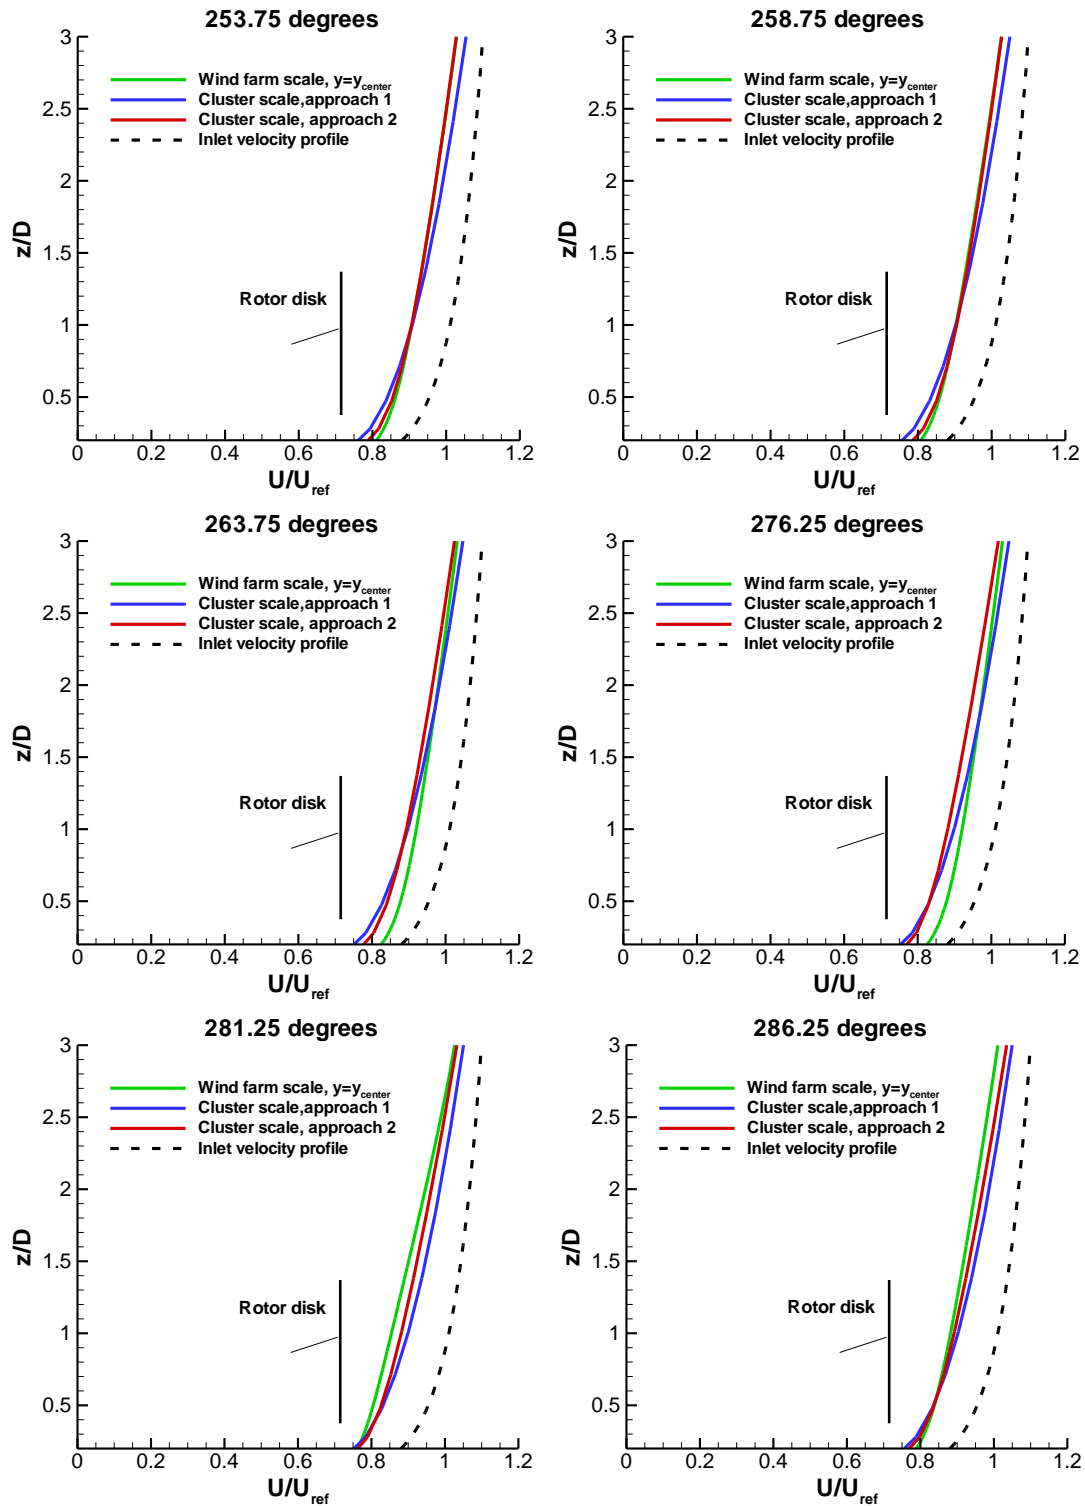 253.75 degrees
3
2.5
2
1.5
1
0.5
z/D
Wind farm scale, y=ycenter
Cluster scale,approach 1
Cluster scale, approach 2
Inlet velocity profile
Rotor disk
0 0.2 0.4 0.6 0.8 1 1.2
U/Uref
258.75 degrees
3
2.5
2
1.5
1
0.5
z/D
Wind farm scale, y=ycenter
Cluster scale,approach 1
Cluster scale, approach 2
Inlet velocity profile
Rotor disk
0 0.2 0.4 0.6 0.8 1 1.2
U/Uref
263.75 degrees
3
2.5
2
1.5
1
0.5
z/D
Wind farm scale, y=ycenter
Cluster scale,approach 1
Cluster scale, approach 2
Inlet velocity profile
Rotor disk
0 0.2 0.4 0.6 0.8 1 1.2
U/Uref
276.25 degrees
3
2.5
2
1.5
1
0.5
z/D
Wind farm scale, y=ycenter
Cluster scale,approach 1
Cluster scale, approach 2
Inlet velocity profile
Rotor disk
0 0.2 0.4 0.6 0.8 1 1.2
U/Uref
281.25 degrees
3
2.5
2
1.5
1
0.5
z/D
Wind farm scale, y=ycenter
Cluster scale,approach 1
Cluster scale, approach 2
Inlet velocity profile
Rotor disk
0 0.2 0.4 0.6 0.8 1 1.2
U/Uref
286.25 degrees
3
2.5
2
1.5
1
0.5
z/D
Wind farm scale, y=ycenter
Cluster scale,approach 1
Cluster scale, approach 2
Inlet velocity profile
Rotor disk
0 0.2 0.4 0.6 0.8 1 1.2
U/Uref